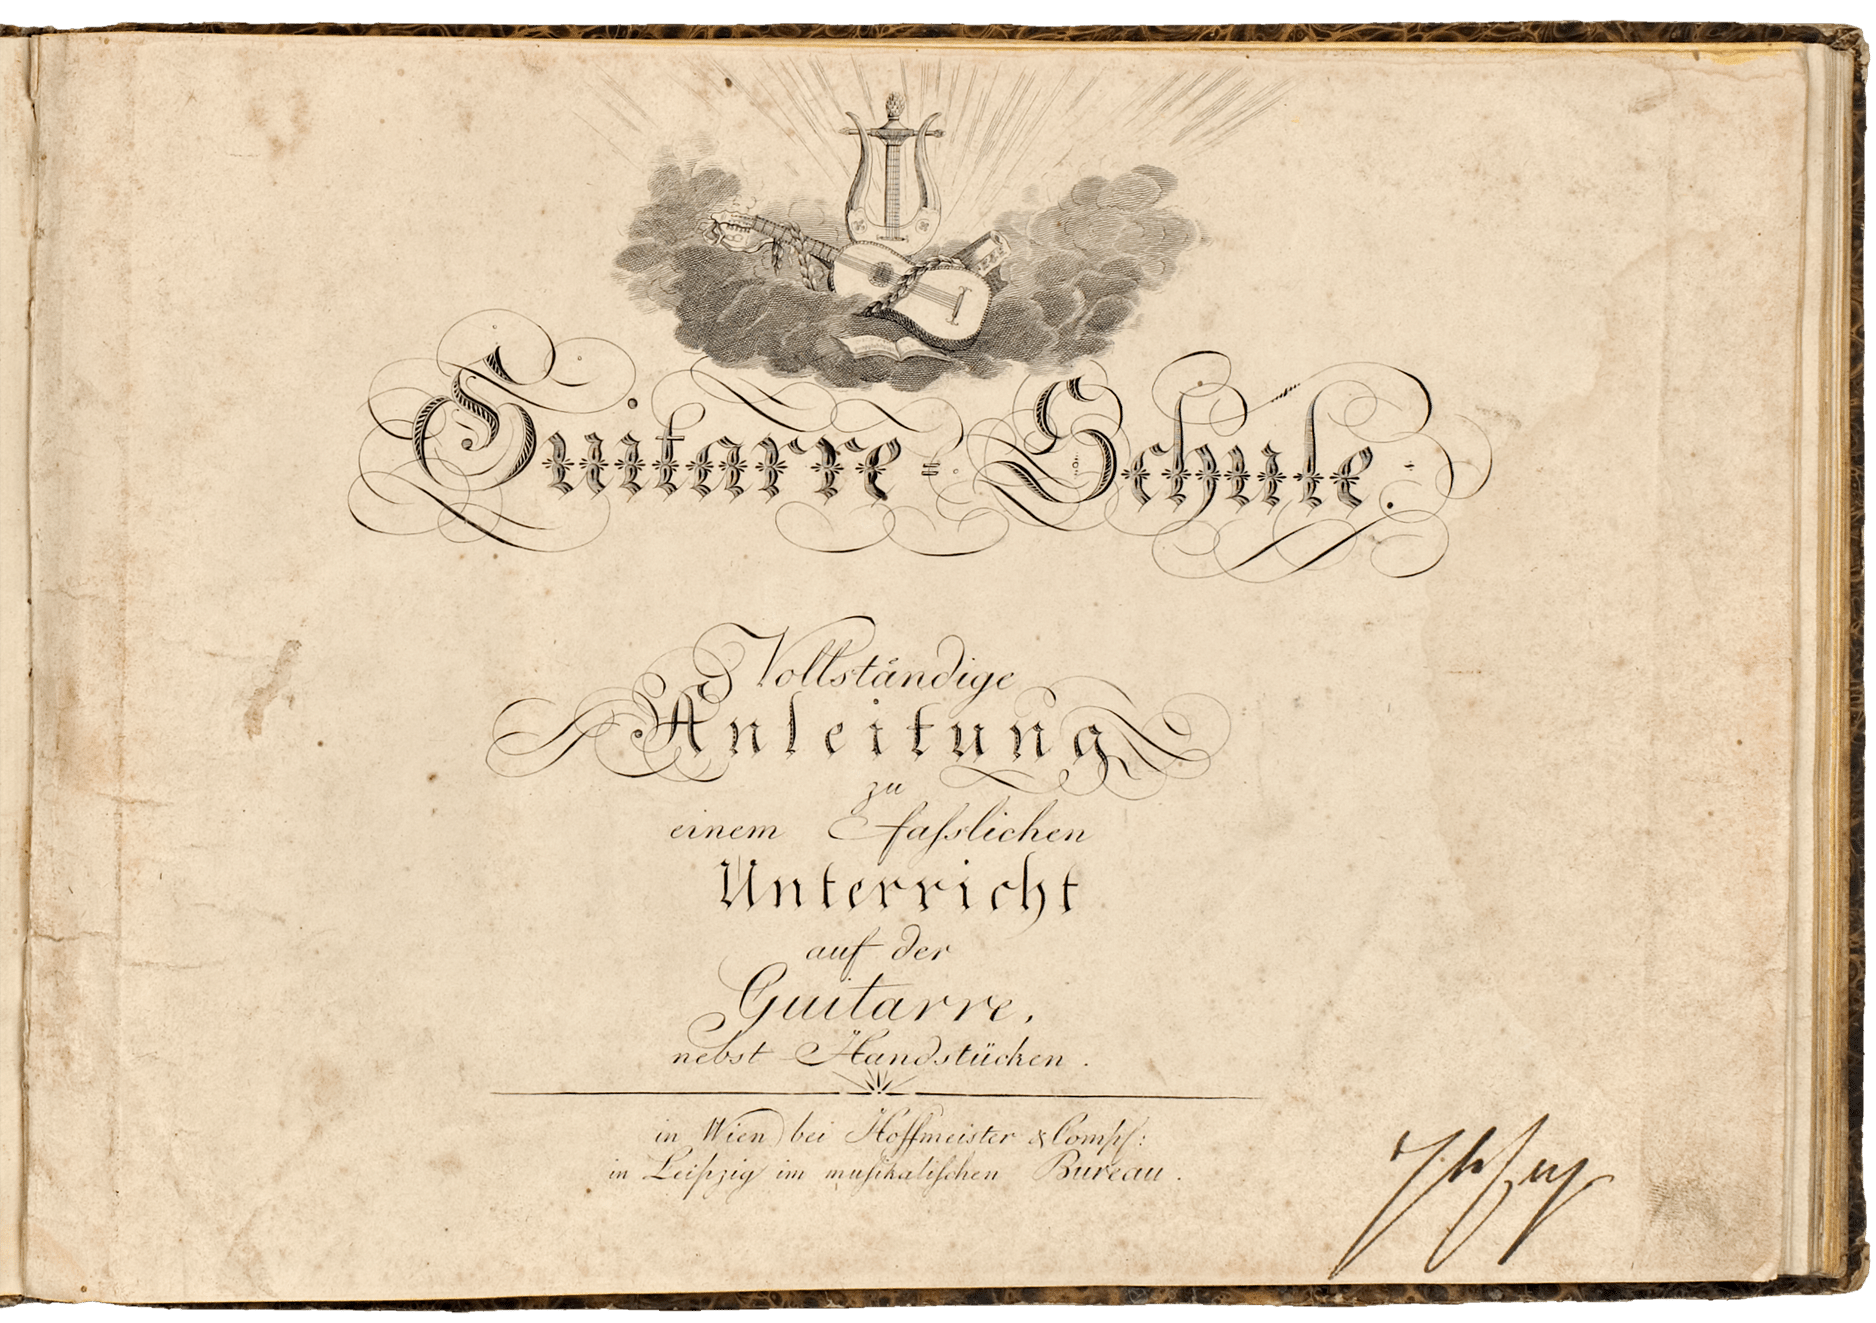 Guitarre=Schule.
Vollständige
Anleitung
zu
einem faſslichen
Unterricht
auf der
Guitarre,
nebst Handstücken.
in Wien bei Hoffmeister & Comp:
in Leipzig im muſikaliſchen Bureau.